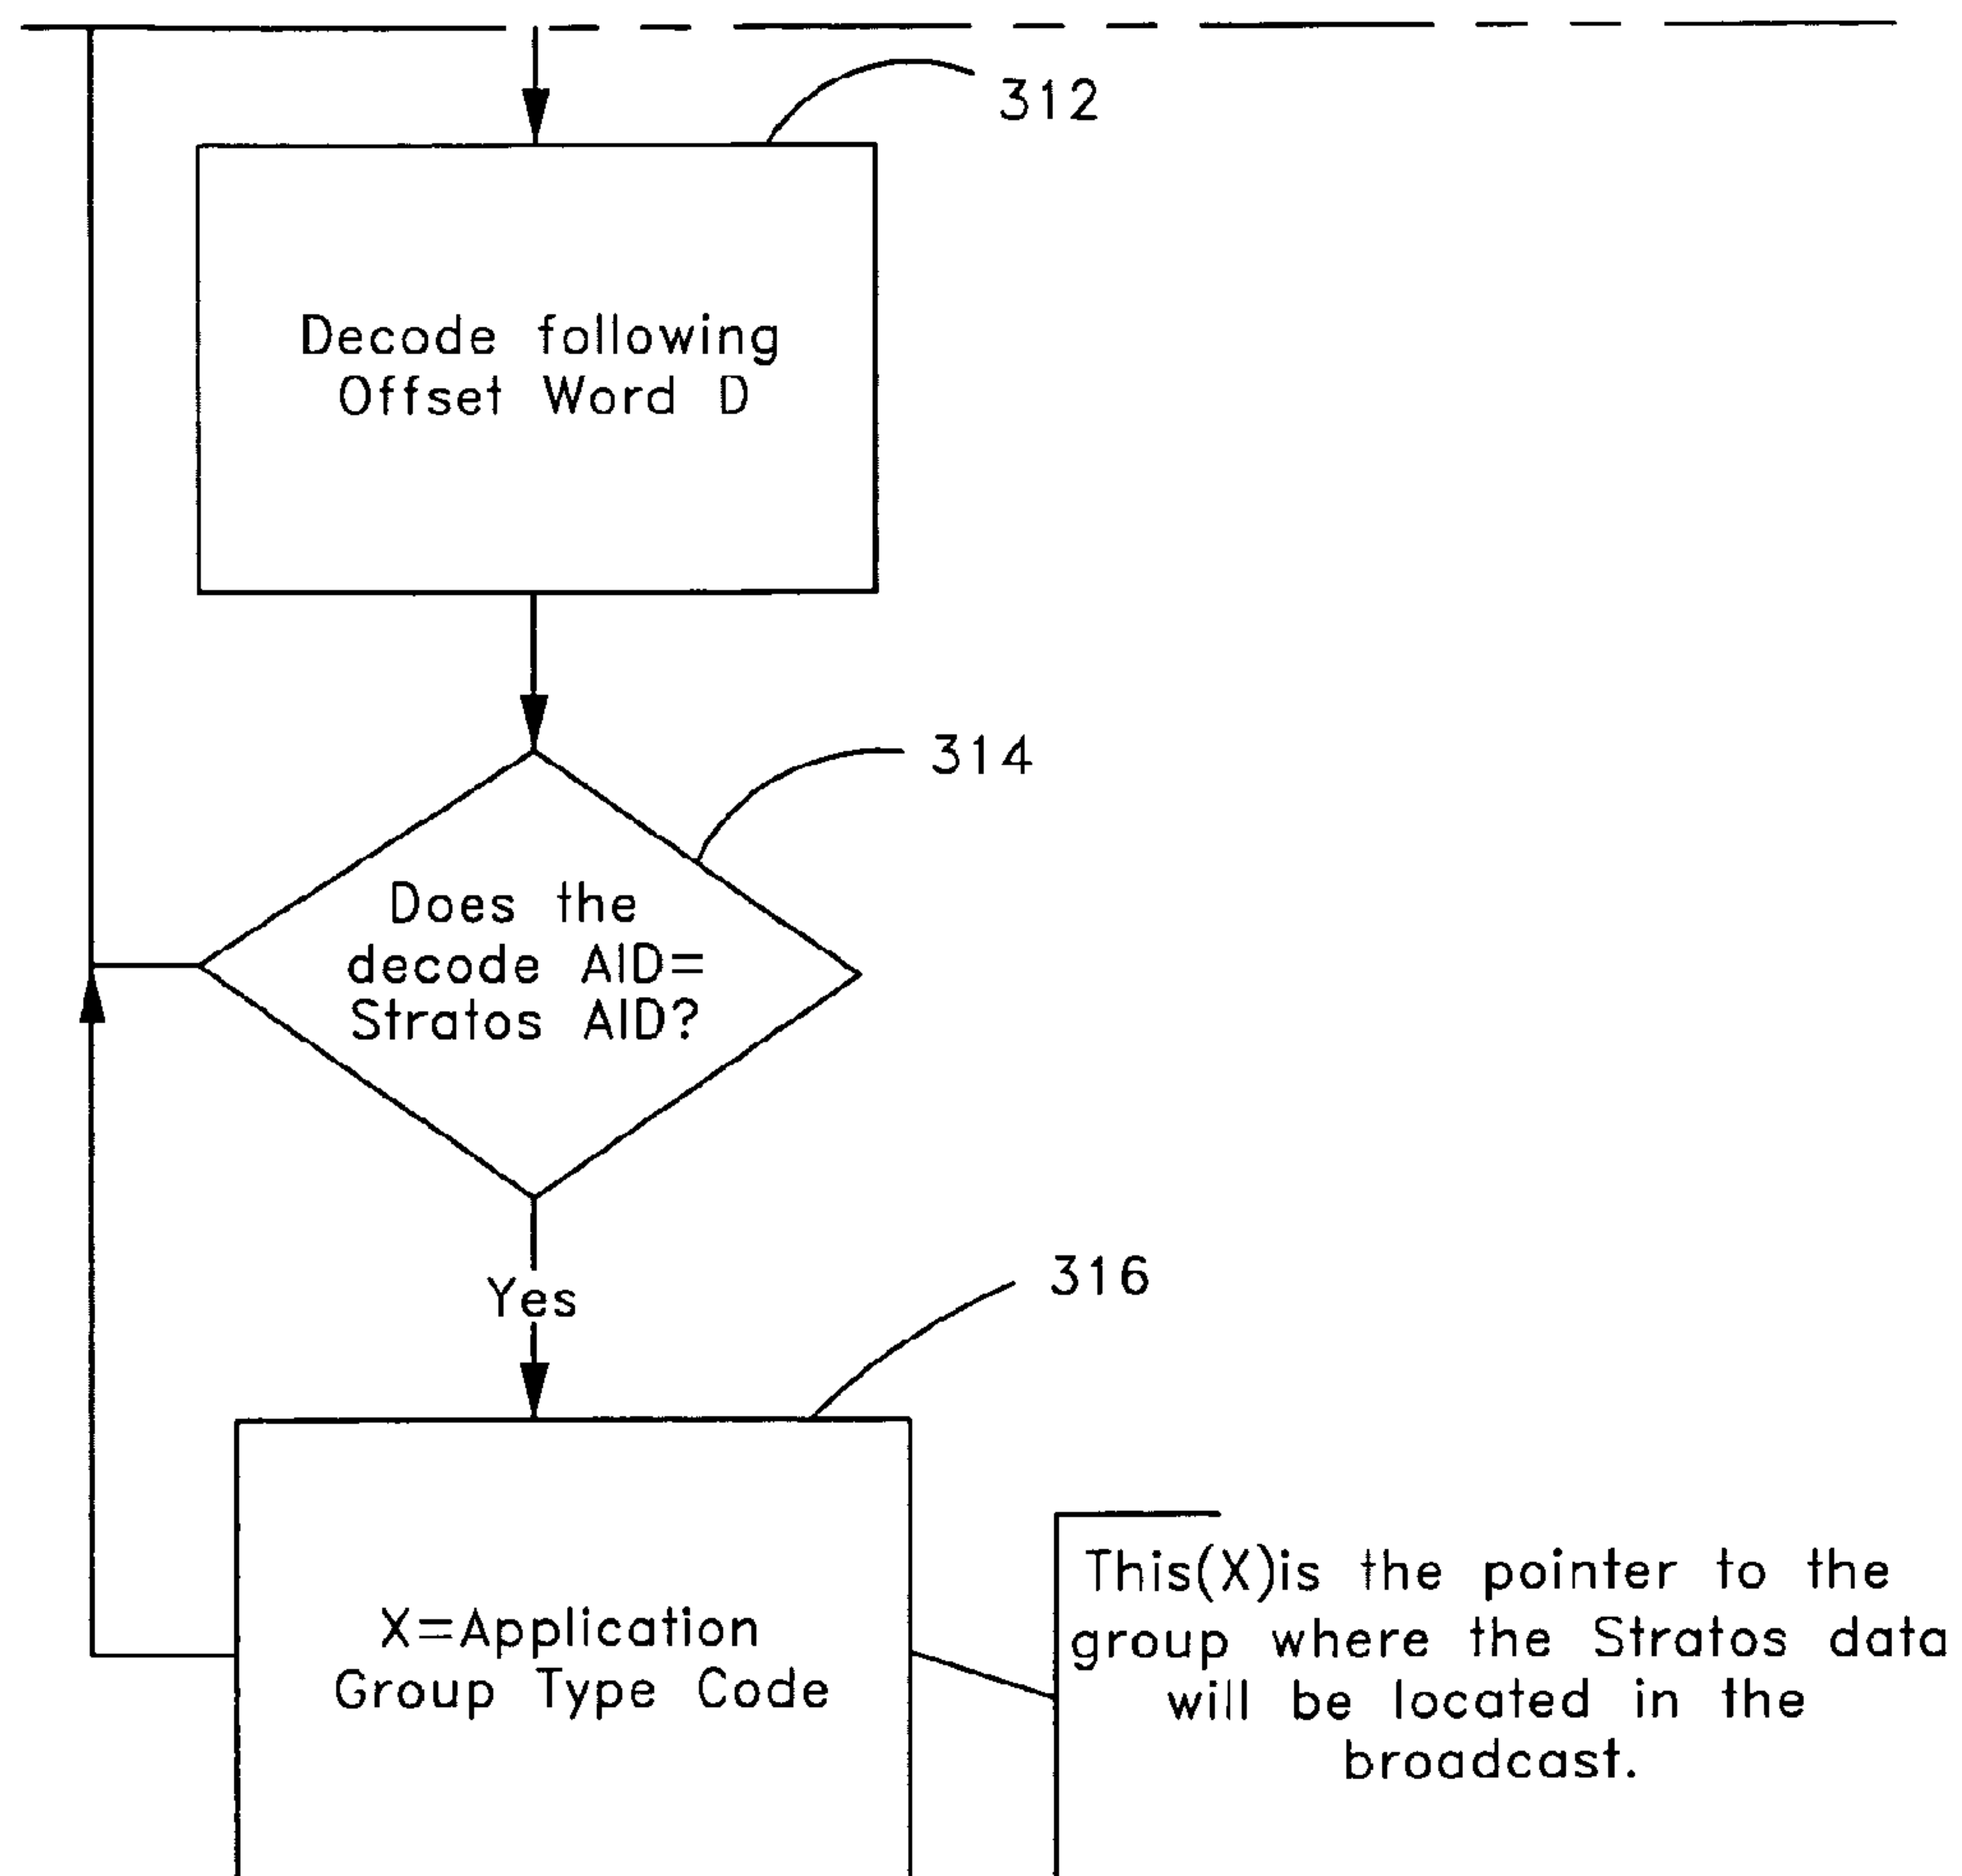 312
Decode following
Offset Word D
314
Does the
decode AID=
Stratos AID?
Yes
316
X=Application
Group Type Code
This(X)is the pointer to the
group where the Stratos data
will be located in the
broadcast.